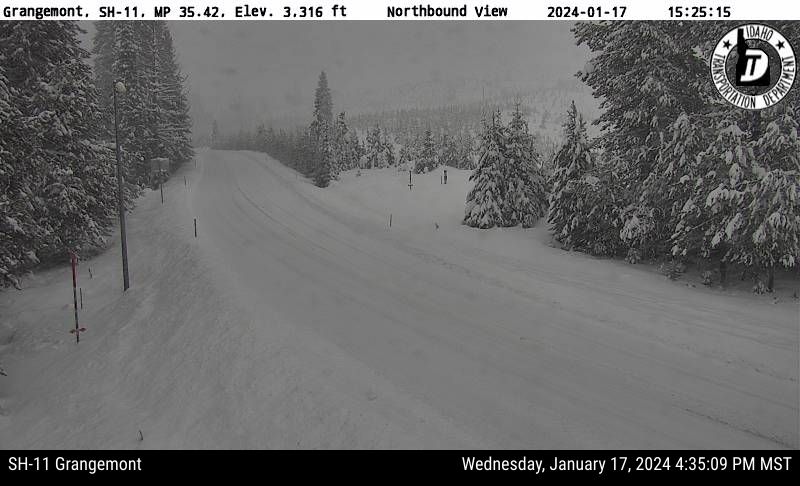 Grangemont, SH-11, MP 35.42, Elev. 3,316 ft Northbound View 2024-01-17 15:25:15
IDAHO
TRANSPORTATION DEPARTMENT
SH-11 Grangemont Wednesday, January 17, 2024 4:35:09 PM MST